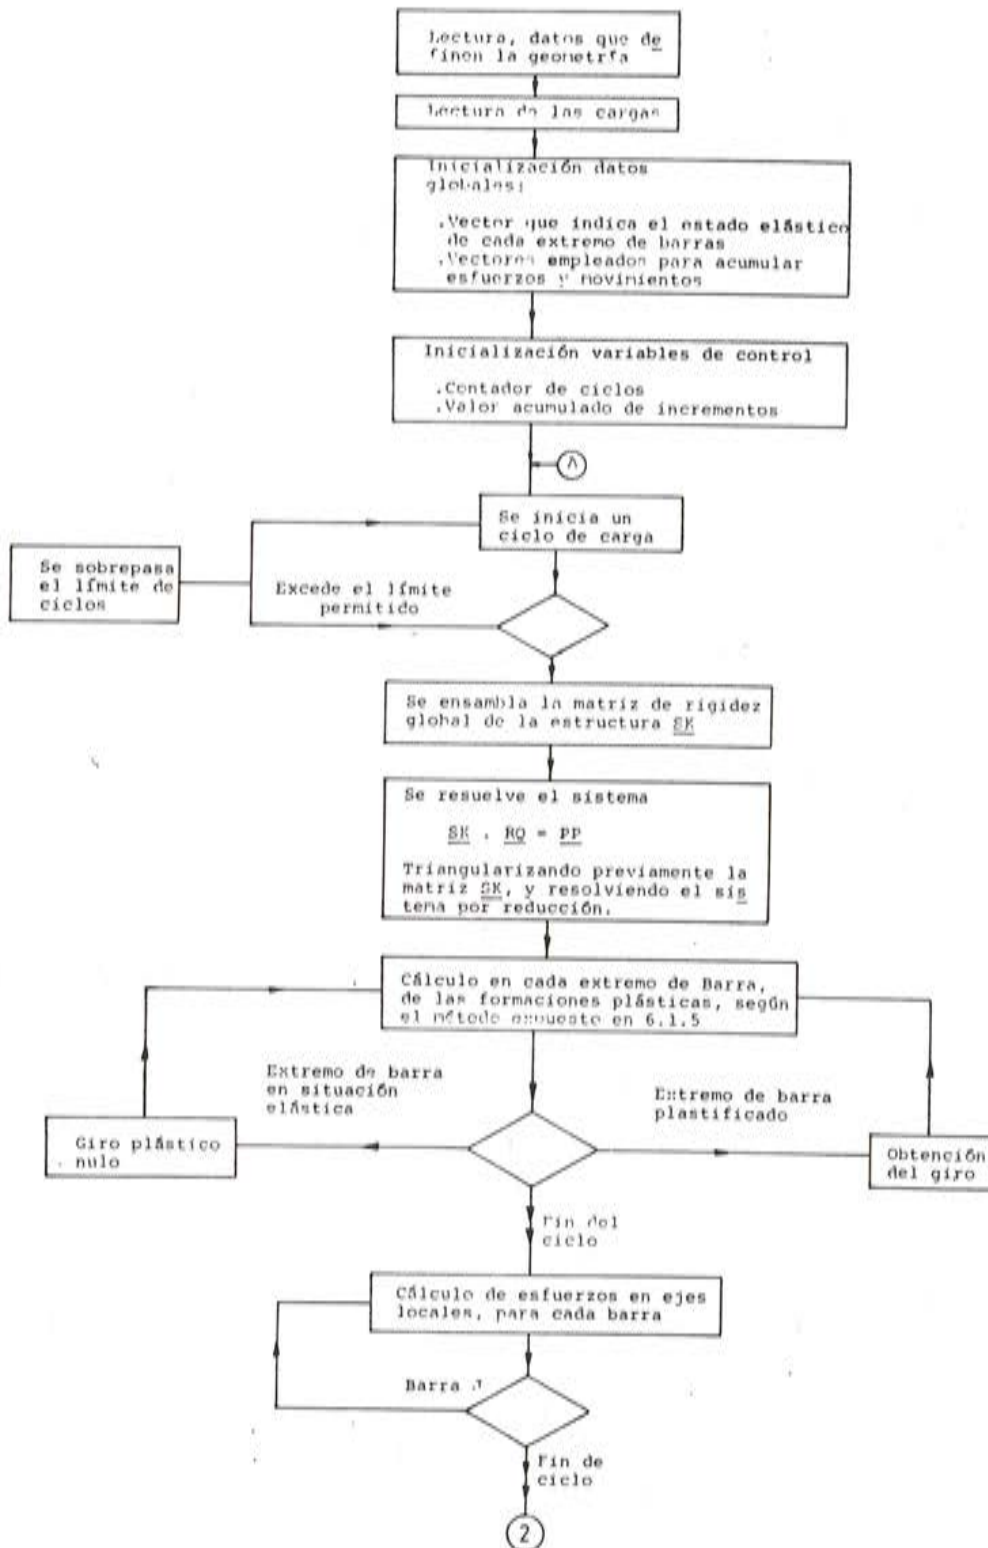 Lectura, datos que de
finen la geometría
Lectura de las cargas
Inicialización datos
globales:
.Vector que indica el estado elástico
de cada extremo de barras
.Vectores empleados para acumular
esfuerzos y movimientos
Inicialización variables de control
.Contador de ciclos
.Valor acumulado de incrementos
A
Se inicia un
ciclo de carga
Se sobrepasa
el límite de
ciclos
Excede el límite
permitido
Se ensambla la matriz de rigidez
global de la estructura SK
Se resuelve el sistema
SK . RQ = PP
Triangularizando previamente la
matriz SK, y resolviendo el sis
tema por reducción.
Cálculo en cada extremo de Barra,
de las formaciones plásticas, según
el método expuesto en 6.1.5
Extremo de barra
en situación
elástica
Extremo de barra
plastificado
Giro plástico
nulo
Obtención
del giro
Fin del
ciclo
Cálculo de esfuerzos en ejes
locales, para cada barra
Barra
Fin de
ciclo
2